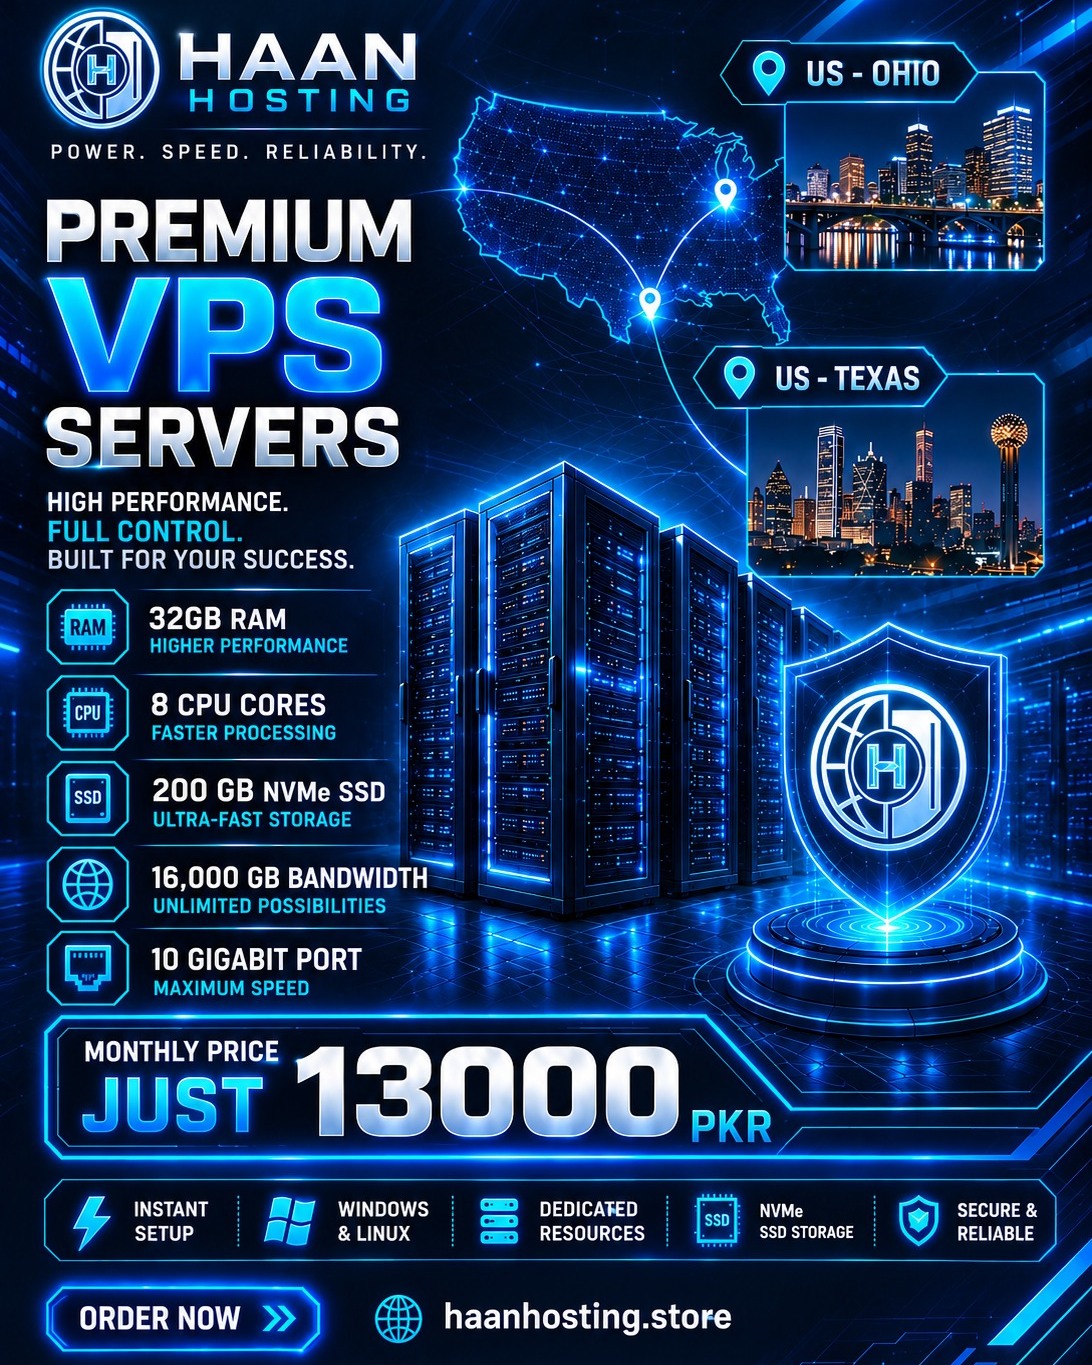 HAAN
HOSTING
POWER. SPEED. RELIABILITY.
US - OHIO
PREMIUM
VPS
SERVERS
US - TEXAS
HIGH PERFORMANCE.
FULL CONTROL.
BUILT FOR YOUR SUCCESS.
RAM
32GB RAM
HIGHER PERFORMANCE
CPU
8 CPU CORES
FASTER PROCESSING
SSD
200 GB NVMe SSD
ULTRA-FAST STORAGE
16,000 GB BANDWIDTH
UNLIMITED POSSIBILITIES
10 GIGABIT PORT
MAXIMUM SPEED
H
H
MONTHLY PRICE
JUST 13000 PKR
INSTANT
SETUP
WINDOWS
& LINUX
DEDICATED
RESOURCES
SSD
NVMe
SSD STORAGE
SECURE &
RELIABLE
ORDER NOW
haanhosting.store